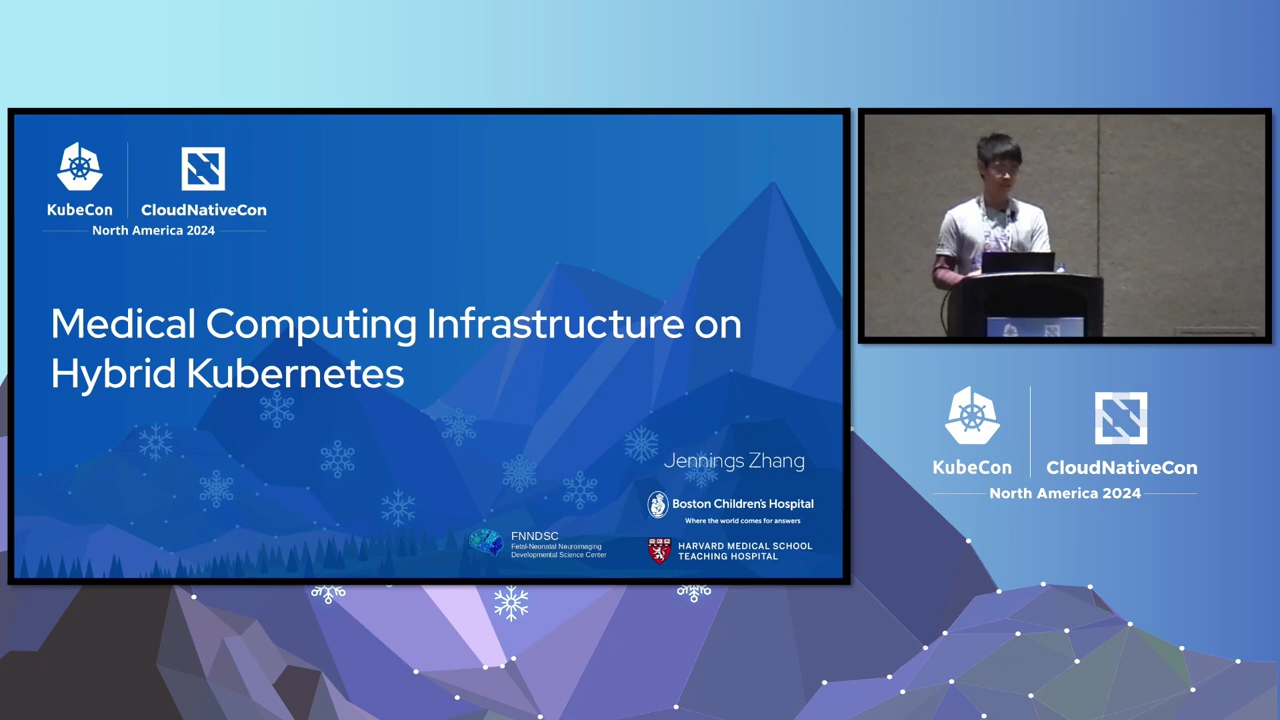 KubeCon
CloudNativeCon
North America 2024
Medical Computing Infrastructure on
Hybrid Kubernetes
Jennings Zhang
Boston Children's Hospital
Where the world comes for answers
FNNDSC
Fetal-Neonatal Neuroimaging
Developmental Science Center
HARVARD MEDICAL SCHOOL
TEACHING HOSPITAL
KubeCon
CloudNativeCon
North America 2024